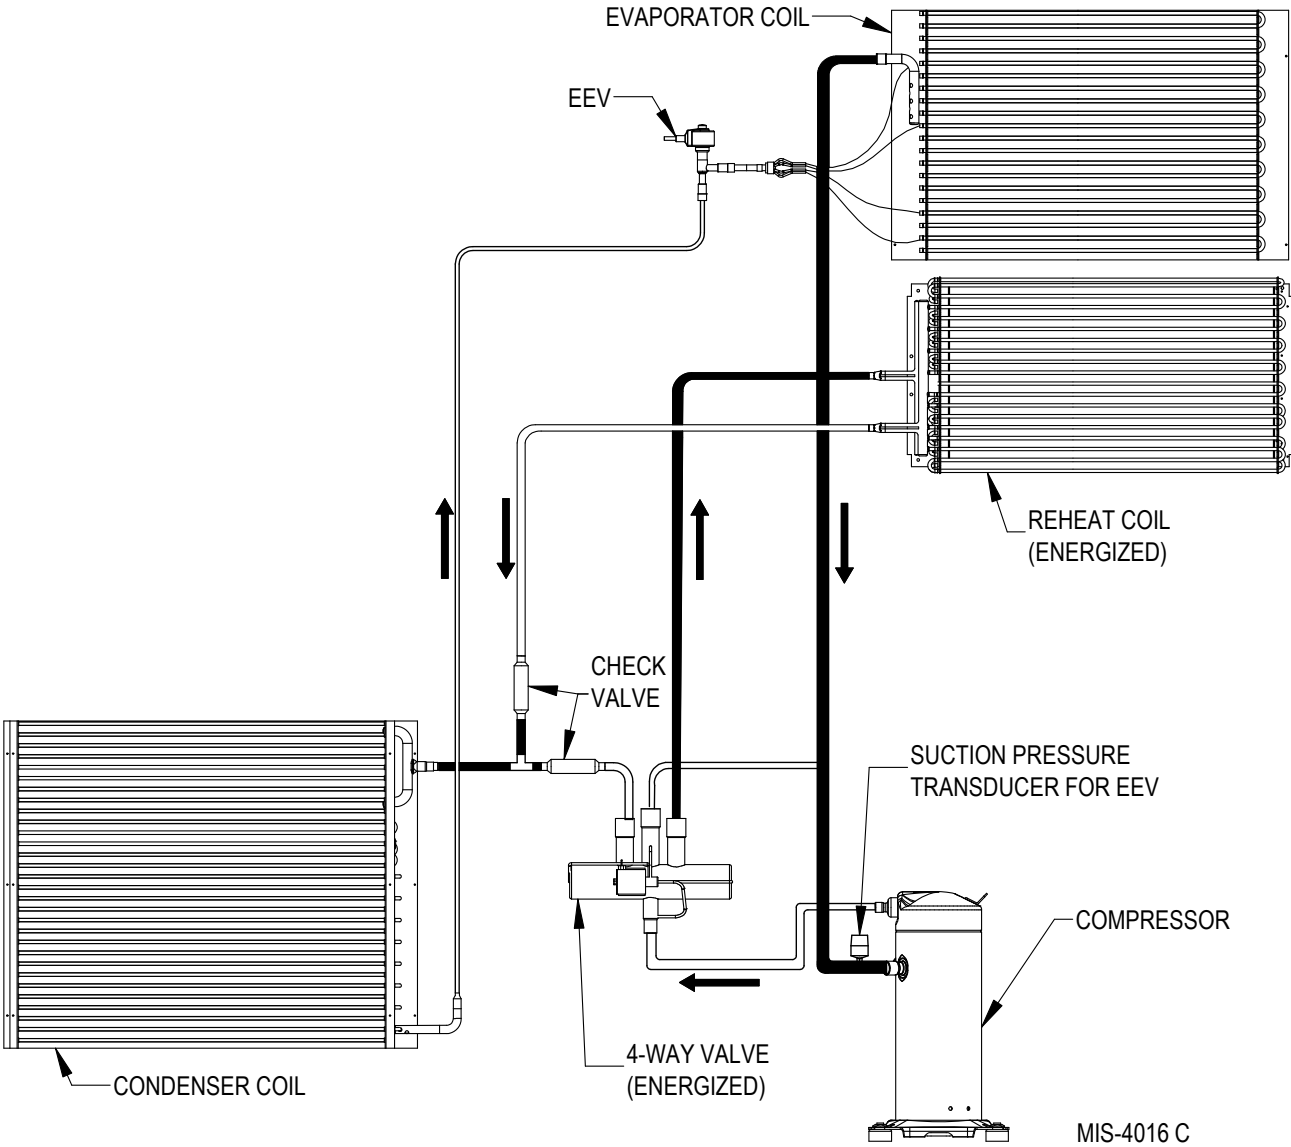 EVAPORATOR COIL
EEV
REHEAT COIL
(ENERGIZED)
CHECK
VALVE
SUCTION PRESSURE
TRANSDUCER FOR EEV
COMPRESSOR
4-WAY VALVE
(ENERGIZED)
CONDENSER COIL
MIS-4016 C